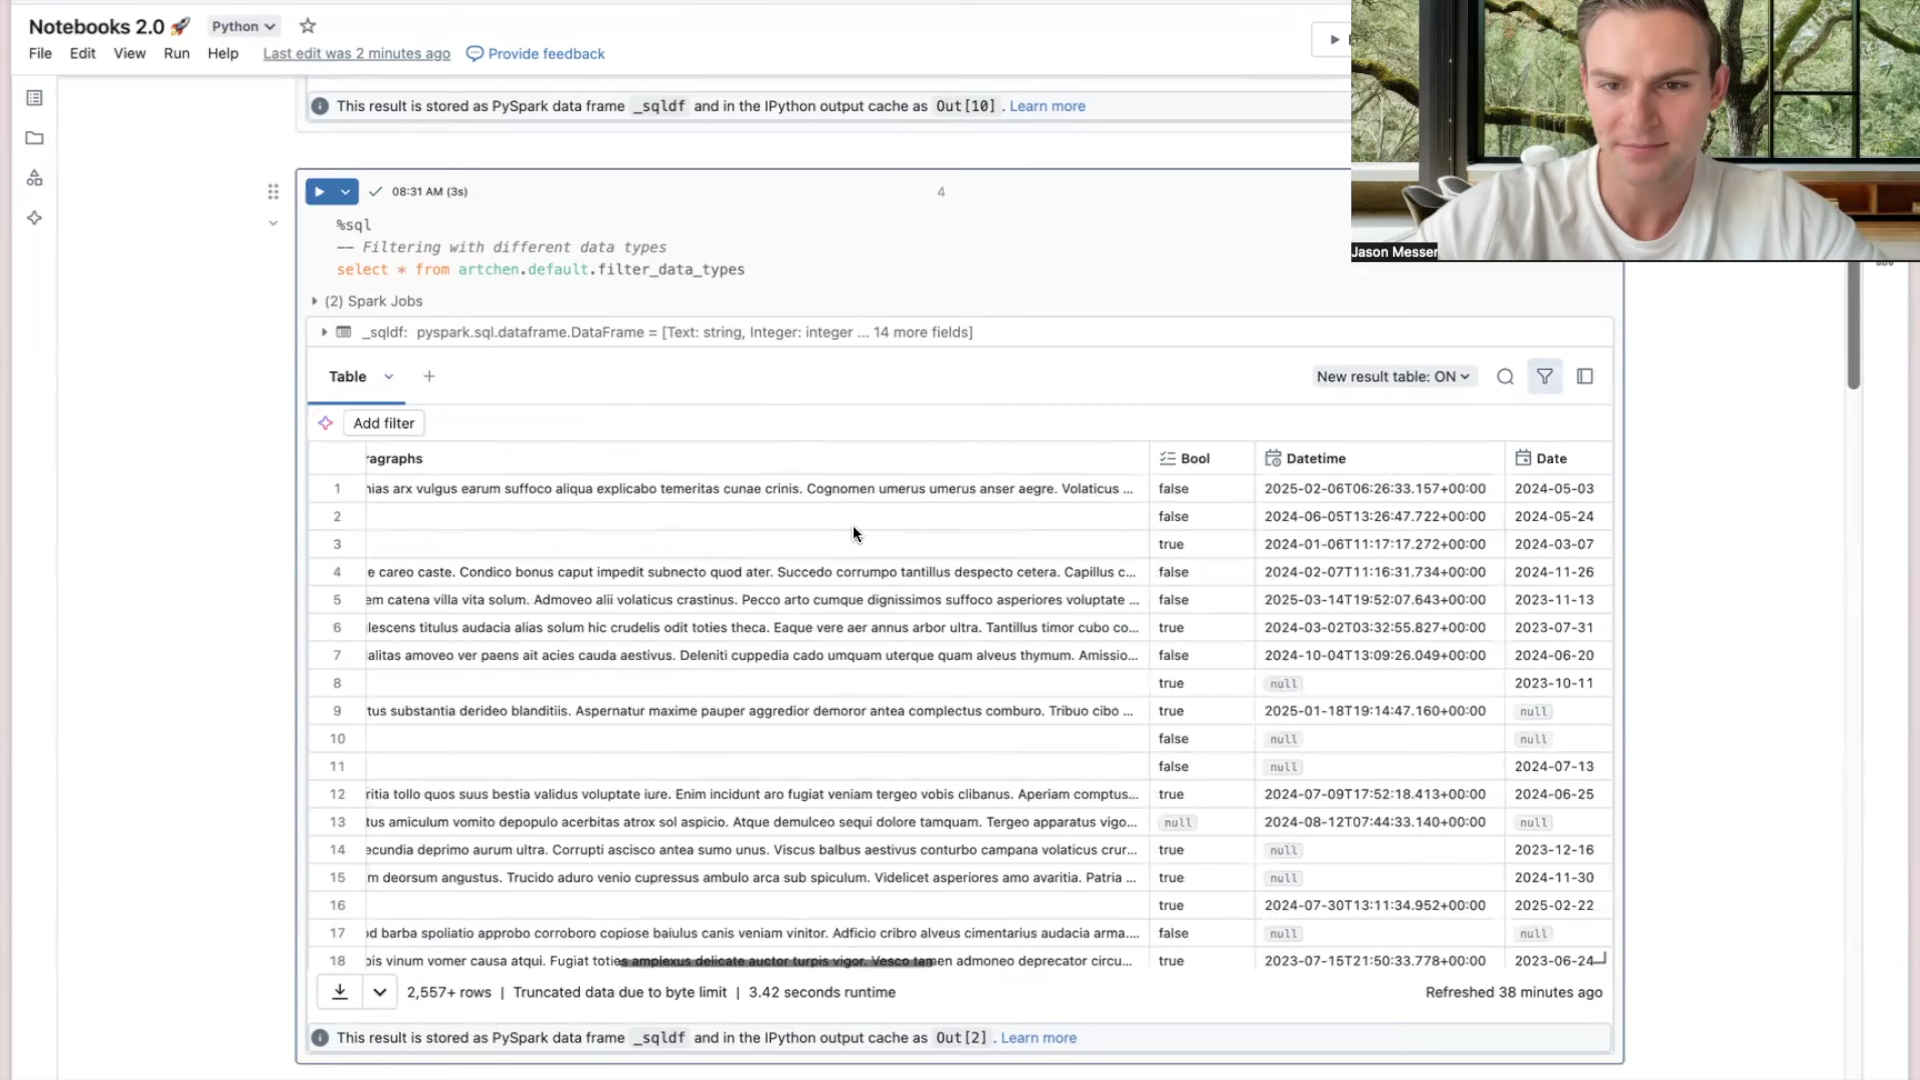 Notebooks 2.0 🚀 Python
File Edit View Run Help Last edit was 2 minutes ago Provide feedback
This result is stored as PySpark data frame _sqldf and in the IPython output cache as Out[10] . Learn more
Jason Messer
08:31 AM (3s)
4
%sql
-- Filtering with different data types
select * from artchen.default.filter_data_types
(2) Spark Jobs
_sqldf: pyspark.sql.dataframe.DataFrame = [Text: string, Integer: integer ... 14 more fields]
Table + New result table: ON
Add filter
ragraphs Bool Datetime Date
1 nias arx vulgus earum suffoco aliqua explicabo temeritas cunae crinis. Cognomen umerus umerus anser aegre. Volaticus ... false 2025-02-06T06:26:33.157+00:00 2024-05-03
2 false 2024-06-05T13:26:47.722+00:00 2024-05-24
3 true 2024-01-06T11:17:17.272+00:00 2024-03-07
4 e careo caste. Condico bonus caput impedit subnecto quod ater. Succedo corrumpo tantillus despecto cetera. Capillus c... false 2024-02-07T11:16:31.734+00:00 2024-11-26
5 em catena villa vita solum. Admoveo alii volaticus crastinus. Pecco arto cumque dignissimos suffoco asperiores voluptate ... false 2025-03-14T19:52:07.643+00:00 2023-11-13
6 lescens titulus audacia alias solum hic crudelis odit toties theca. Eaque vere aer annus arbor ultra. Tantillus timor cubo co... true 2024-03-02T03:32:55.827+00:00 2023-07-31
7 alitas amoveo ver paens ait acies cauda aestivus. Deleniti cuppedia cado umquam uterque quam alveus thymum. Amissio... false 2024-10-04T13:09:26.049+00:00 2024-06-20
8 true null 2023-10-11
9 tus substantia derideo blanditiis. Aspernatur maxime pauper aggredior demoror antea complectus comburo. Tribuo cibo ... true 2025-01-18T19:14:47.160+00:00 null
10 false null null
11 false null 2024-07-13
12 ritia tollo quos suus bestia validus voluptate iure. Enim incidunt aro fugiat veniam tergeo vobis clibanus. Aperiam comptus... true 2024-07-09T17:52:18.413+00:00 2024-06-25
13 tus amiculum vomito depopulo acerbitas atrox sol aspicio. Atque demulceo sequi dolore tamquam. Tergeo apparatus vigo... null 2024-08-12T07:44:33.140+00:00 null
14 ecundia deprimo aurum ultra. Corrupti ascisco antea sumo unus. Viscus balbus aestivus conturbo campana volaticus crur... true null 2023-12-16
15 m deorsum angustus. Trucido aduro venio cupressus ambulo arca sub spiculum. Videlicet asperiores amo avaritia. Patria ... true null 2024-11-30
16 true 2024-07-30T13:11:34.952+00:00 2025-02-22
17 od barba spoliatio approbo corroboro copiose baiulus canis veniam vinitor. Adficio cribro alveus cimentarius audacia arma.... false null null
18 ois vinum vomer causa atqui. Fugiat toties amplexus delicate auctor turpis vigor. Vesco tamen admoneo deprecator circu... true 2023-07-15T21:50:33.778+00:00 2023-06-24
2,557+ rows | Truncated data due to byte limit | 3.42 seconds runtime Refreshed 38 minutes ago
This result is stored as PySpark data frame _sqldf and in the IPython output cache as Out[2] . Learn more